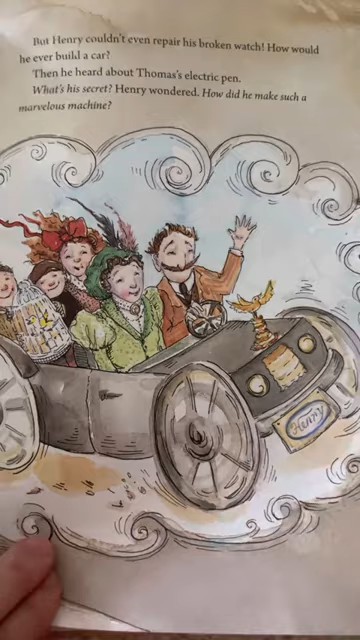 But Henry couldn't even repair his broken watch! How would
he ever build a car?
Then he heard about Thomas's electric pen.
What's his secret? Henry wondered. How did he make such a
marvelous machine?
Henry